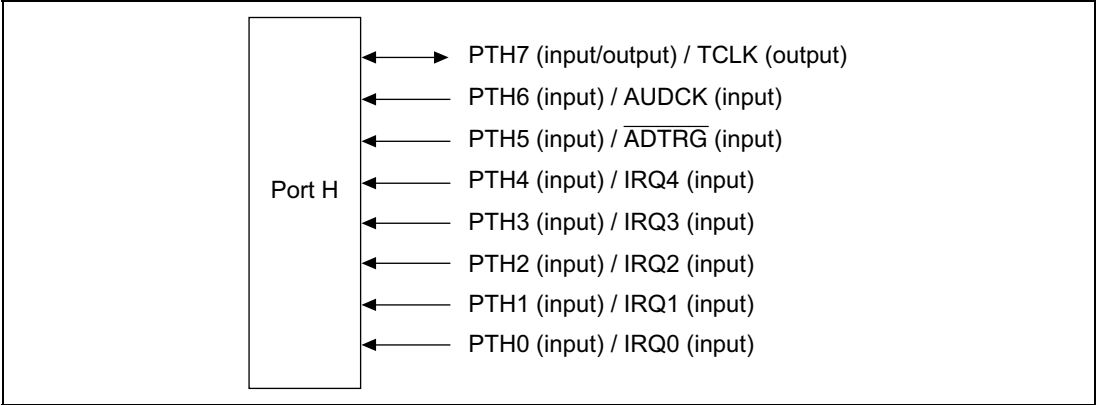 Port H
PTH7 (input/output) / TCLK (output)
PTH6 (input) / AUDCK (input)
PTH5 (input) / A̅D̅T̅R̅G̅ (input)
PTH4 (input) / IRQ4 (input)
PTH3 (input) / IRQ3 (input)
PTH2 (input) / IRQ2 (input)
PTH1 (input) / IRQ1 (input)
PTH0 (input) / IRQ0 (input)